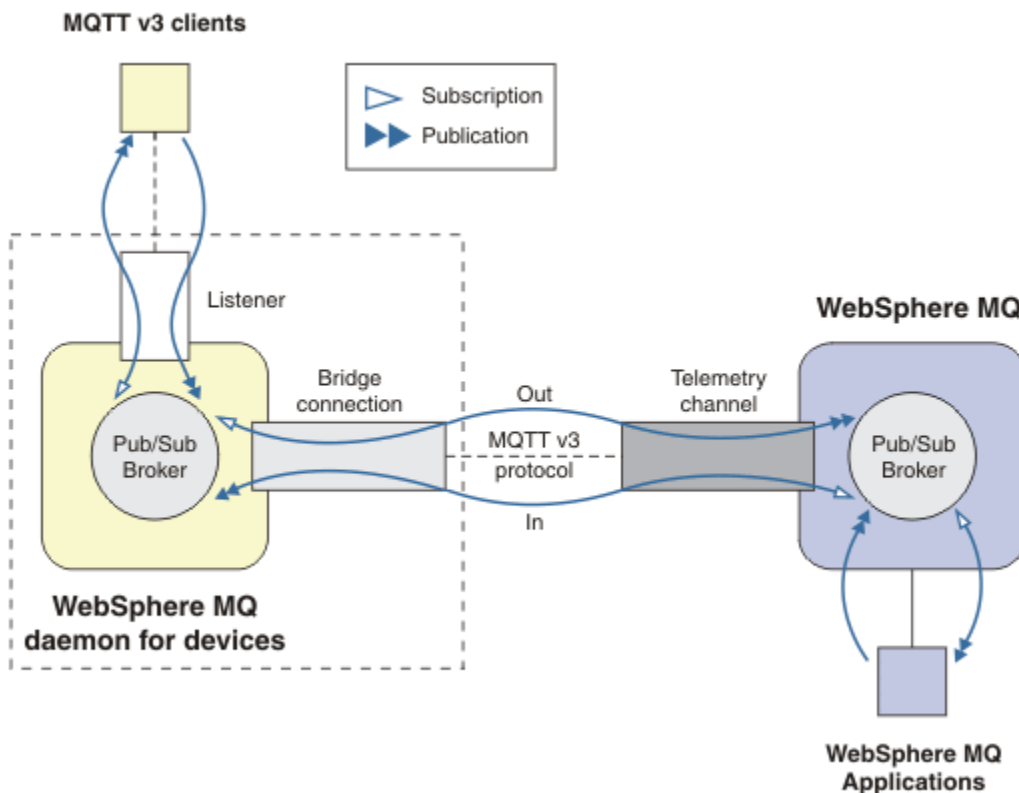 MQTT v3 clients
Subscription
Publication
Listener
WebSphere MQ
Bridge
connection
Out
Telemetry
channel
Pub/Sub
Broker
MQTT v3
protocol
Pub/Sub
Broker
In
WebSphere MQ
daemon for devices
WebSphere MQ
Applications